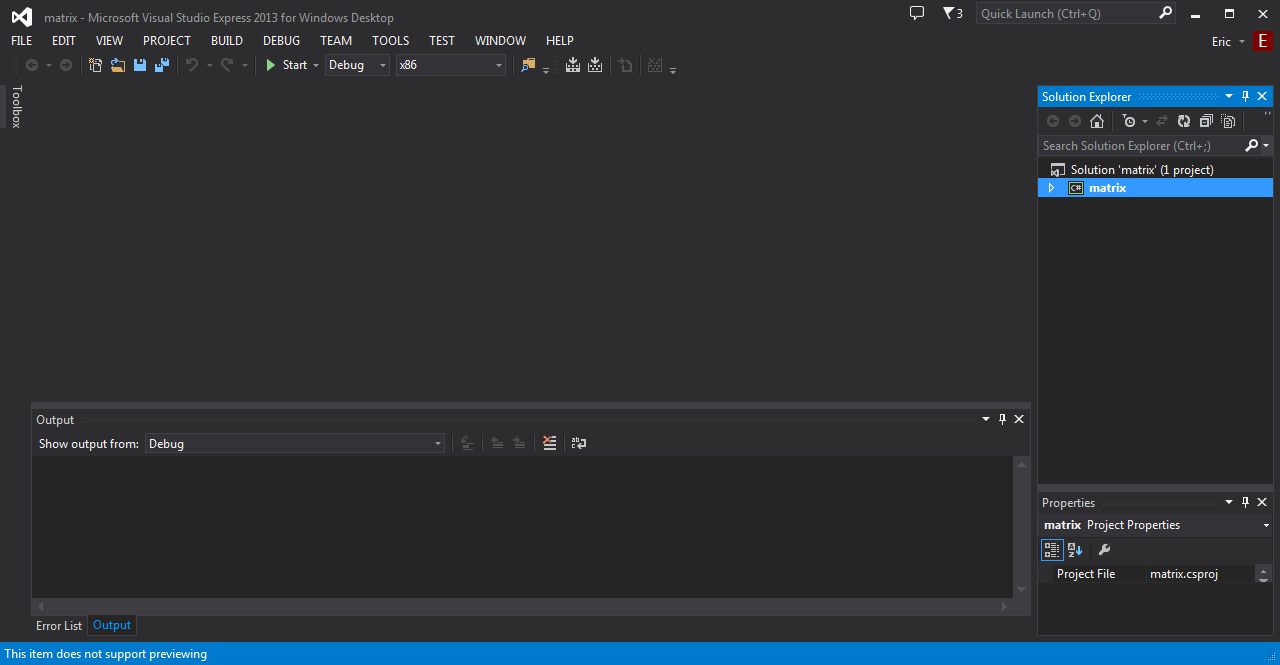 matrix - Microsoft Visual Studio Express 2013 for Windows Desktop
3
Quick Launch (Ctrl+Q)
FILE EDIT VIEW PROJECT BUILD DEBUG TEAM TOOLS TEST WINDOW HELP
Eric E
Start Debug x86
Toolbox
Solution Explorer
Search Solution Explorer (Ctrl+;)
Solution 'matrix' (1 project)
C# matrix
Output
Show output from: Debug
Error List Output
Properties
matrix Project Properties
Project File matrix.csproj
This item does not support previewing